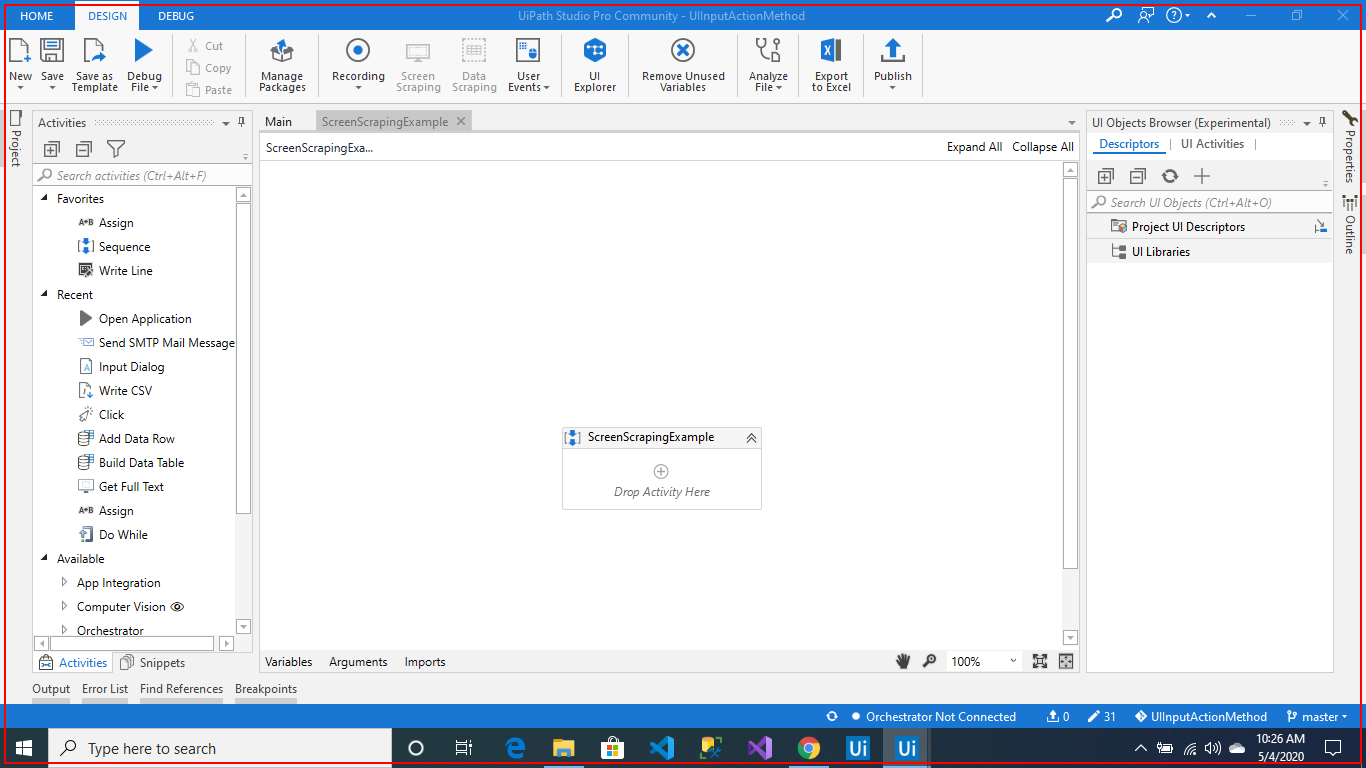 HOME DESIGN DEBUG UiPath Studio Pro Community - UIInputActionMethod
New Save Save as Template Debug File
Cut
Copy
Paste
Manage Packages Recording Screen Scraping Data Scraping User Events UI Explorer Remove Unused Variables Analyze File Export to Excel Publish
Project
Activities
Search activities (Ctrl+Alt+F)
Favorites
A+B Assign
Sequence
Write Line
Recent
Open Application
Send SMTP Mail Message
Input Dialog
Write CSV
Click
Add Data Row
Build Data Table
Get Full Text
A+B Assign
Do While
Available
App Integration
Computer Vision
Orchestrator
Activities Snippets
Main ScreenScrapingExample
ScreenScrapingExa... Expand All Collapse All
ScreenScrapingExample
Drop Activity Here
Variables Arguments Imports 100%
UI Objects Browser (Experimental)
Descriptors UI Activities
Search UI Objects (Ctrl+Alt+O)
Project UI Descriptors
UI Libraries
Properties
Outline
Output Error List Find References Breakpoints
Orchestrator Not Connected 0 31 UIInputActionMethod master
Type here to search
Ui Ui
10:26 AM
5/4/2020